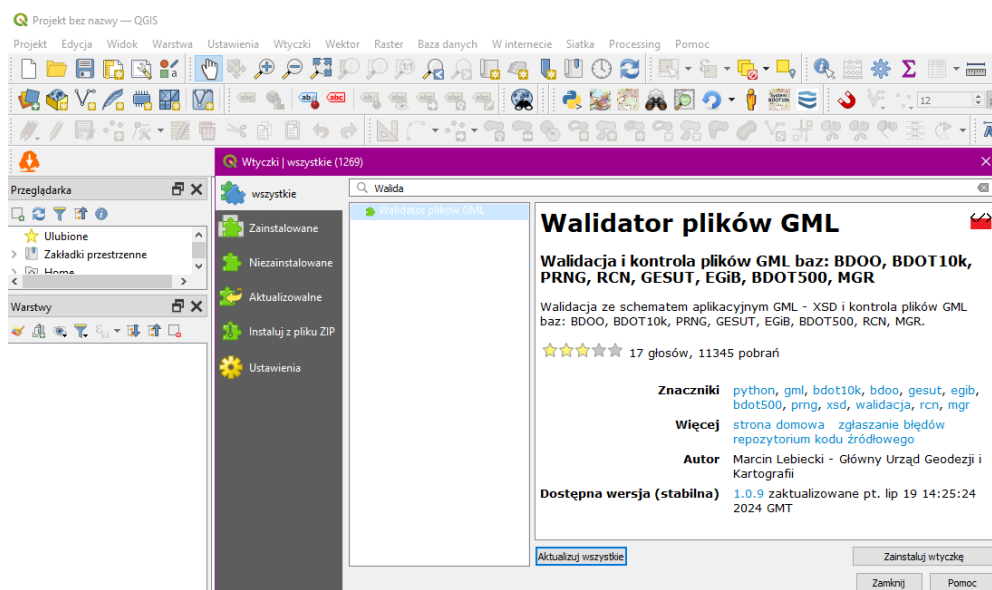 Projekt bez nazwy — QGIS
Projekt Edycja Widok Warstwa Ustawienia Wtyczki Wektor Raster Baza danych W internecie Siatka Processing Pomoc
12
Wtyczki | wszystkie (1269)
Przeglądarka
Ulubione
Zakładki przestrzenne
Home
Warstwy
wszystkie
Zainstalowane
Niezainstalowane
Aktualizowalne
Instaluj z pliku ZIP
Ustawienia
Walida
Walidator plików GML
Walidator plików GML
Walidacja i kontrola plików GML baz: BDOO, BDOT10k,
PRNG, RCN, GESUT, EGiB, BDOT500, MGR
Walidacja ze schematem aplikacyjnym GML - XSD i kontrola plików GML
baz: BDOO, BDOT10k, PRNG, GESUT, EGiB, BDOT500, RCN, MGR.
17 głosów, 11345 pobrań
Znaczniki python, gml, bdot10k, bdoo, gesut, egib,
bdot500, prng, xsd, walidacja, rcn, mgr
Więcej strona domowa zgłaszanie błędów
repozytorium kodu źródłowego
Autor Marcin Lebiecki - Główny Urząd Geodezji i
Kartografii
Dostępna wersja (stabilna) 1.0.9 zaktualizowane pt. lip 19 14:25:24
2024 GMT
Aktualizuj wszystkie
Zainstaluj wtyczkę
Zamknij
Pomoc